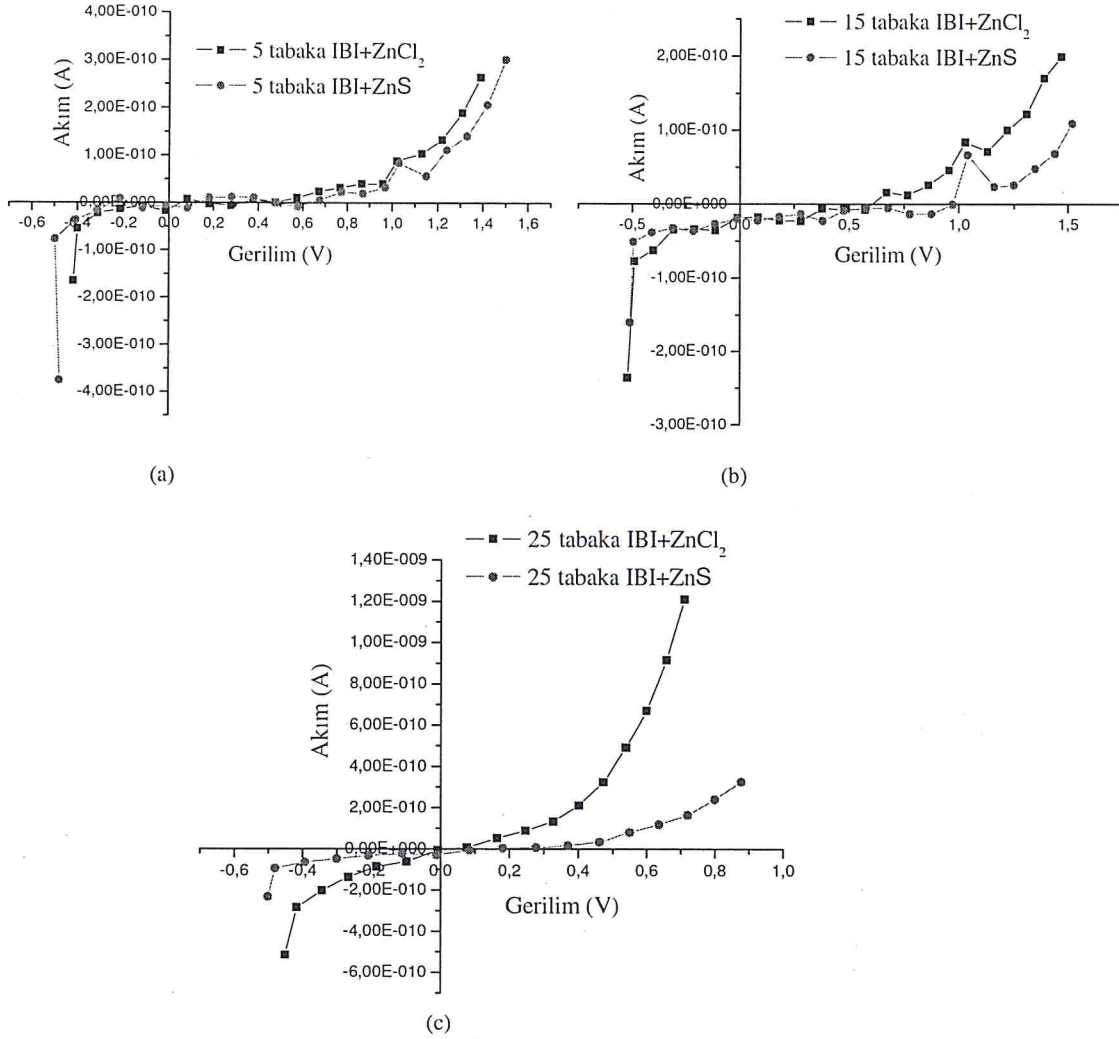 4,00E-010
3,00E-010
2,00E-010
1,00E-010
0,00E+000
-1,00E-010
-2,00E-010
-3,00E-010
-4,00E-010
Akım (A)
5 tabaka IBI+ZnCl2
5 tabaka IBI+ZnS
-0,6 -0,4 -0,2 0,0 0,2 0,4 0,6 0,8 1,0 1,2 1,4 1,6
Gerilim (V)
(a)
2,00E-010
1,00E-010
0,00E+000
-1,00E-010
-2,00E-010
-3,00E-010
Akım (A)
15 tabaka IBI+ZnCl2
15 tabaka IBI+ZnS
-0,5 0,0 0,5 1,0 1,5
Gerilim (V)
(b)
25 tabaka IBI+ZnCl2
25 tabaka IBI+ZnS
1,40E-009
1,20E-009
1,00E-009
8,00E-010
6,00E-010
4,00E-010
2,00E-010
0,00E+000
-2,00E-010
-4,00E-010
-6,00E-010
Akım (A)
-0,6 -0,4 -0,2 0,0 0,2 0,4 0,6 0,8 1,0
Gerilim (V)
(c)